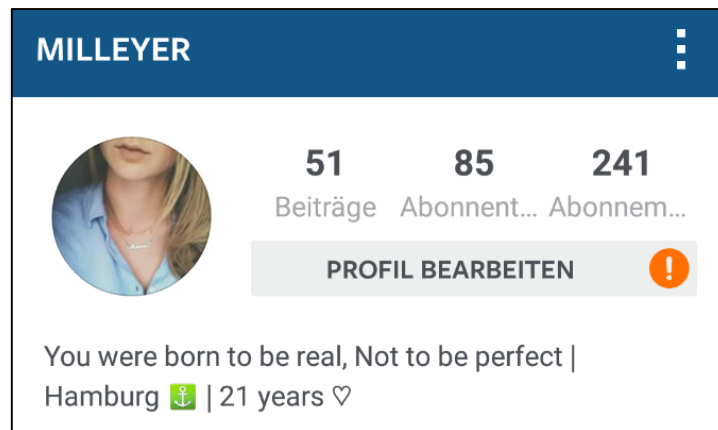 MILLEYER
51 85 241
Beiträge Abonnent... Abonnem...
PROFIL BEARBEITEN !
You were born to be real, Not to be perfect |
Hamburg ⚓ | 21 years ♡